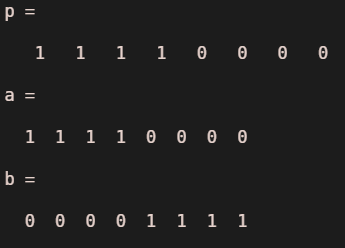 p =
1 1 1 1 0 0 0 0
a =
1 1 1 1 0 0 0 0
b =
0 0 0 0 1 1 1 1